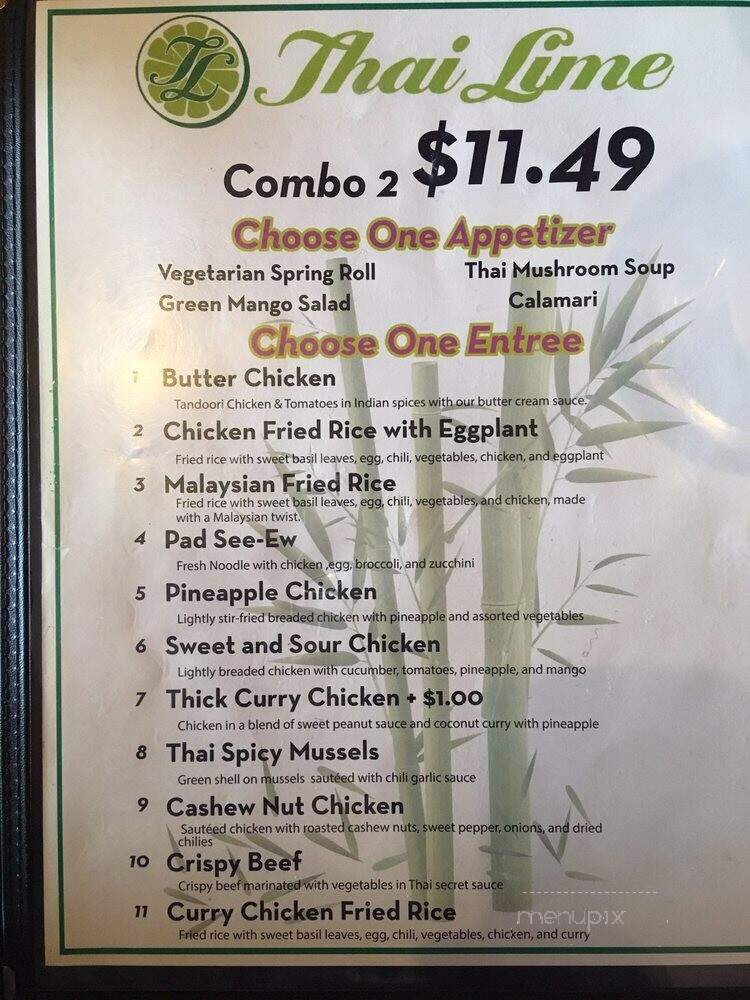 TL Thai Lime
Combo 2 $11.49
Choose One Appetizer
Vegetarian Spring Roll Thai Mushroom Soup
Green Mango Salad Calamari
Choose One Entree
1 Butter Chicken
Tandoori Chicken & Tomatoes in Indian spices with our butter cream sauce.
2 Chicken Fried Rice with Eggplant
Fried rice with sweet basil leaves, egg, chili, vegetables, chicken, and eggplant
3 Malaysian Fried Rice
Fried rice with sweet basil leaves, egg, chili, vegetables, and chicken, made
with a Malaysian twist.
4 Pad See-Ew
Fresh Noodle with chicken ,egg, broccoli, and zucchini
5 Pineapple Chicken
Lightly stir-fried breaded chicken with pineapple and assorted vegetables
6 Sweet and Sour Chicken
Lightly breaded chicken with cucumber, tomatoes, pineapple, and mango
7 Thick Curry Chicken + $1.00
Chicken in a blend of sweet peanut sauce and coconut curry with pineapple
8 Thai Spicy Mussels
Green shell on mussels sautéed with chili garlic sauce
9 Cashew Nut Chicken
Sautéed chicken with roasted cashew nuts, sweet pepper, onions, and dried
chilies
10 Crispy Beef
Crispy beef marinated with vegetables in Thai secret sauce
11 Curry Chicken Fried Rice
Fried rice with sweet basil leaves, egg, chili, vegetables, chicken, and curry
menupix